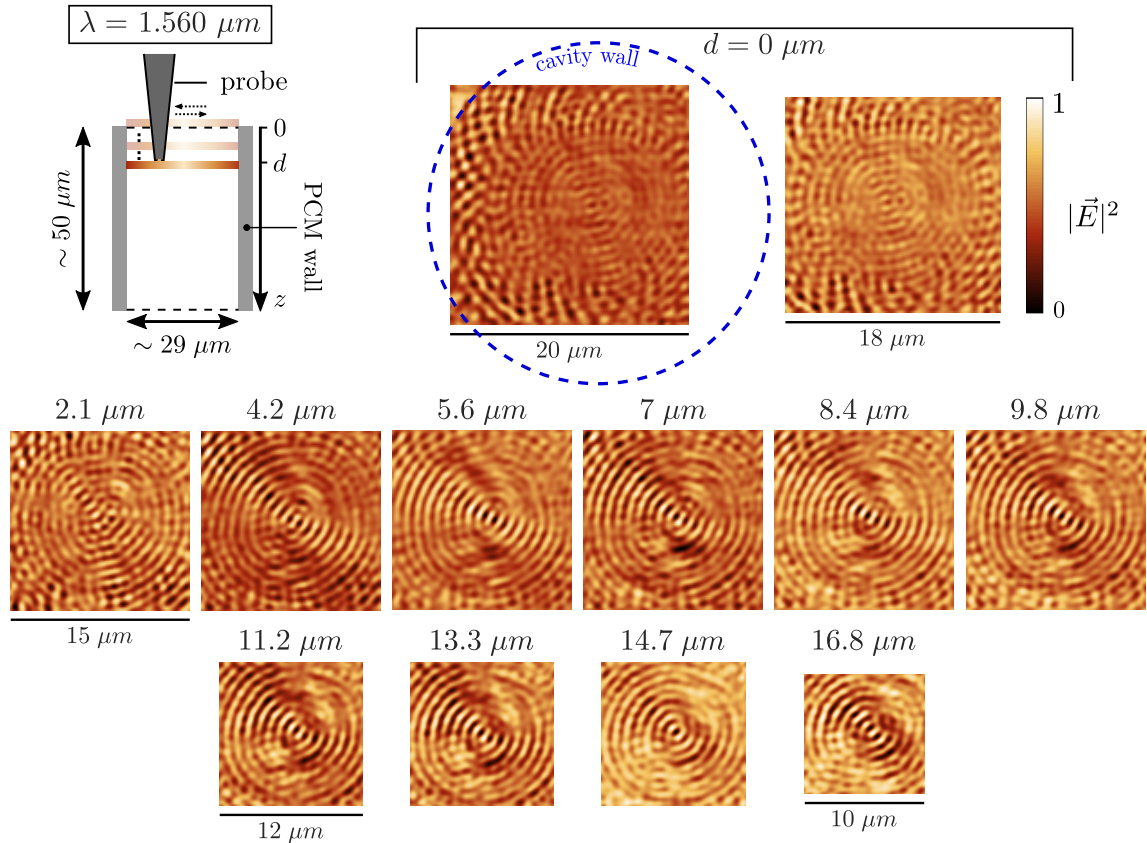 λ = 1.560 μm
probe
0
d
z
~ 50 μm
PCM wall
~ 29 μm
d = 0 μm
cavity wall
20 μm
18 μm
1
|E⃗|²
0
2.1 μm
4.2 μm
5.6 μm
7 μm
8.4 μm
9.8 μm
15 μm
11.2 μm
13.3 μm
14.7 μm
16.8 μm
12 μm
10 μm